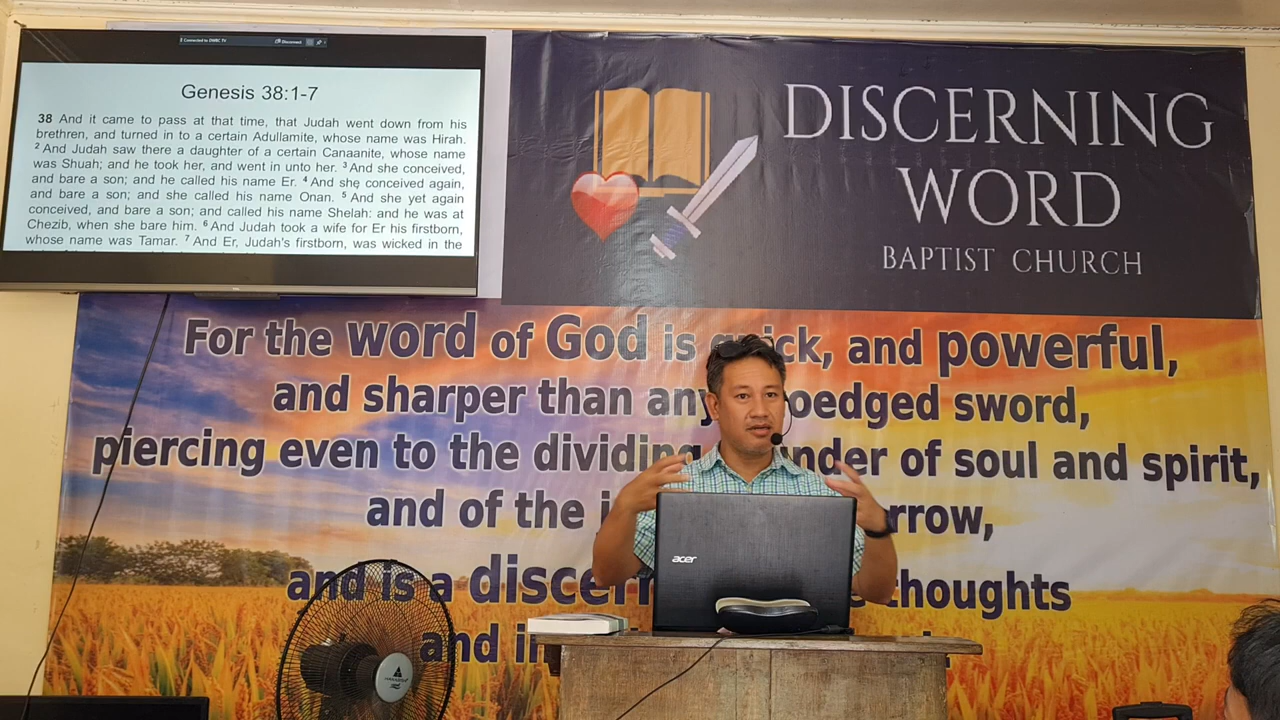 Connected to DWBC TV
Disconnect
Genesis 38:1-7
38 And it came to pass at that time, that Judah went down from his
brethren, and turned in to a certain Adullamite, whose name was Hirah.
2 And Judah saw there a daughter of a certain Canaanite, whose name
was Shuah; and he took her, and went in unto her. 3 And she conceived,
and bare a son; and he called his name Er. 4 And she conceived again,
and bare a son; and she called his name Onan. 5 And she yet again
conceived, and bare a son; and called his name Shelah: and he was at
Chezib, when she bare him. 6 And Judah took a wife for Er his firstborn,
whose name was Tamar. 7 And Er, Judah's firstborn, was wicked in the
DISCERNING
WORD
BAPTIST CHURCH
For the word of God is quick, and powerful,
and sharper than any oedged sword,
piercing even to the dividing under of soul and spirit,
and of the rrow,
and is a discern thoughts
and in
acer